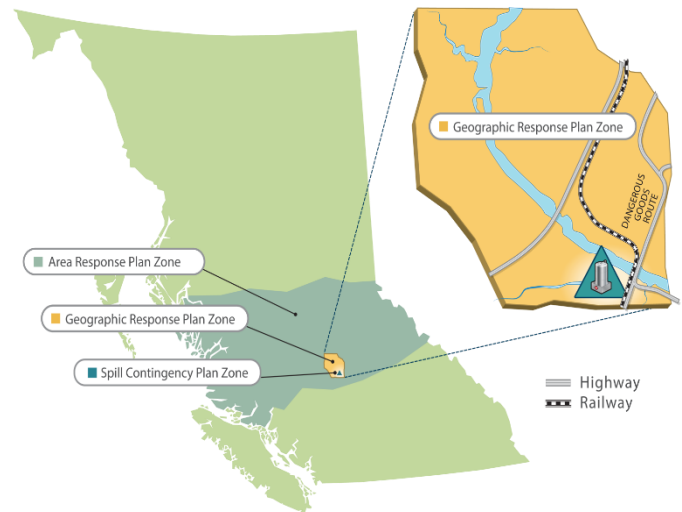 Geographic Response Plan Zone
DANGEROUS
GOODS
ROUTE
Area Response Plan Zone
Geographic Response Plan Zone
Spill Contingency Plan Zone
Highway
Railway